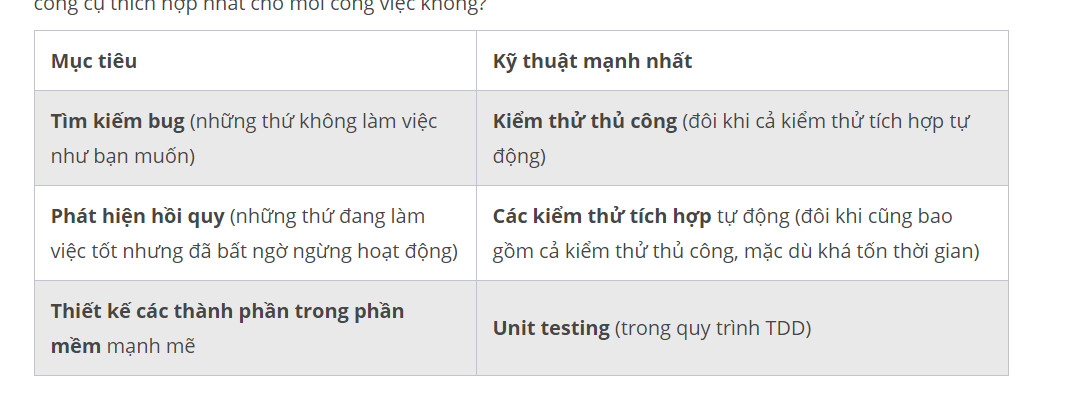 công cụ thích hợp nhất cho mỗi công việc không?
Mục tiêu
Kỹ thuật mạnh nhất
Tìm kiếm bug (những thứ không làm việc
như bạn muốn)
Kiểm thử thủ công (đôi khi cả kiểm thử tích hợp tự
động)
Phát hiện hồi quy (những thứ đang làm
việc tốt nhưng đã bất ngờ ngừng hoạt động)
Các kiểm thử tích hợp tự động (đôi khi cũng bao
gồm cả kiểm thử thủ công, mặc dù khá tốn thời gian)
Thiết kế các thành phần trong phần
mềm mạnh mẽ
Unit testing (trong quy trình TDD)